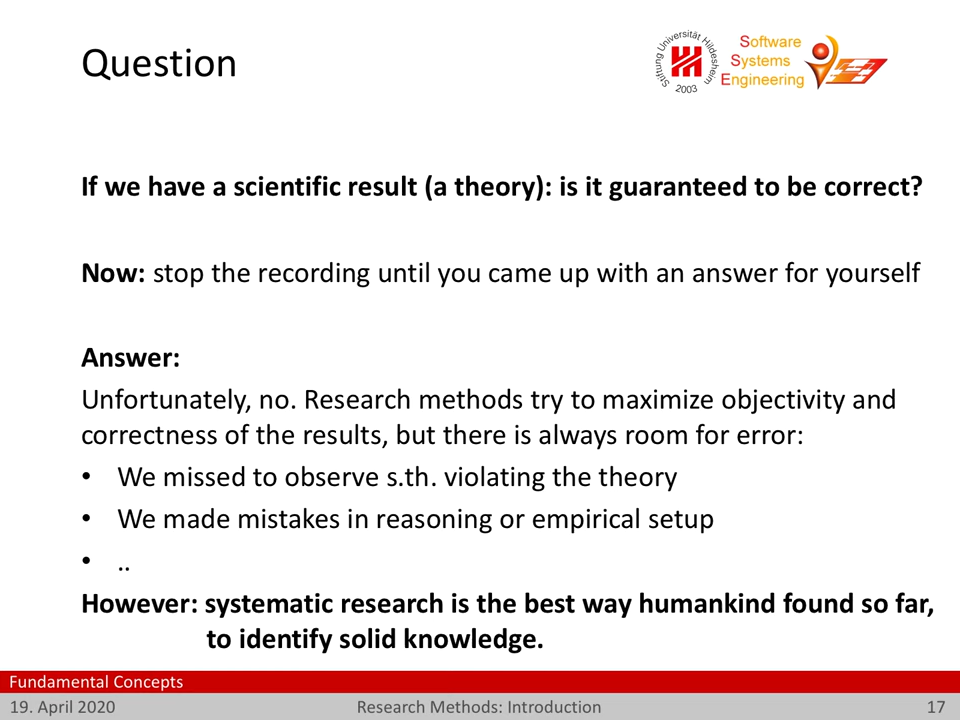 Question
Stiftung Universität Hildesheim
2003
Software
Systems
Engineering
If we have a scientific result (a theory): is it guaranteed to be correct?
Now: stop the recording until you came up with an answer for yourself
Answer:
Unfortunately, no. Research methods try to maximize objectivity and
correctness of the results, but there is always room for error:
• We missed to observe s.th. violating the theory
• We made mistakes in reasoning or empirical setup
• ..
However: systematic research is the best way humankind found so far,
to identify solid knowledge.
Fundamental Concepts
19. April 2020 Research Methods: Introduction 17